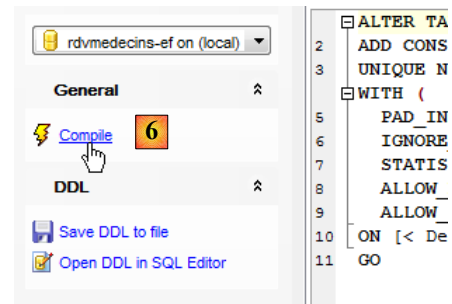 rdvmedecins-ef on (local)
General
Compile
6
DDL
Save DDL to file
Open DDL in SQL Editor
ALTER TA
2 ADD CONS
3 UNIQUE N
WITH (
5 PAD_IN
6 IGNORE
7 STATIS
8 ALLOW_
9 ALLOW_
10 ON [< De
11 GO